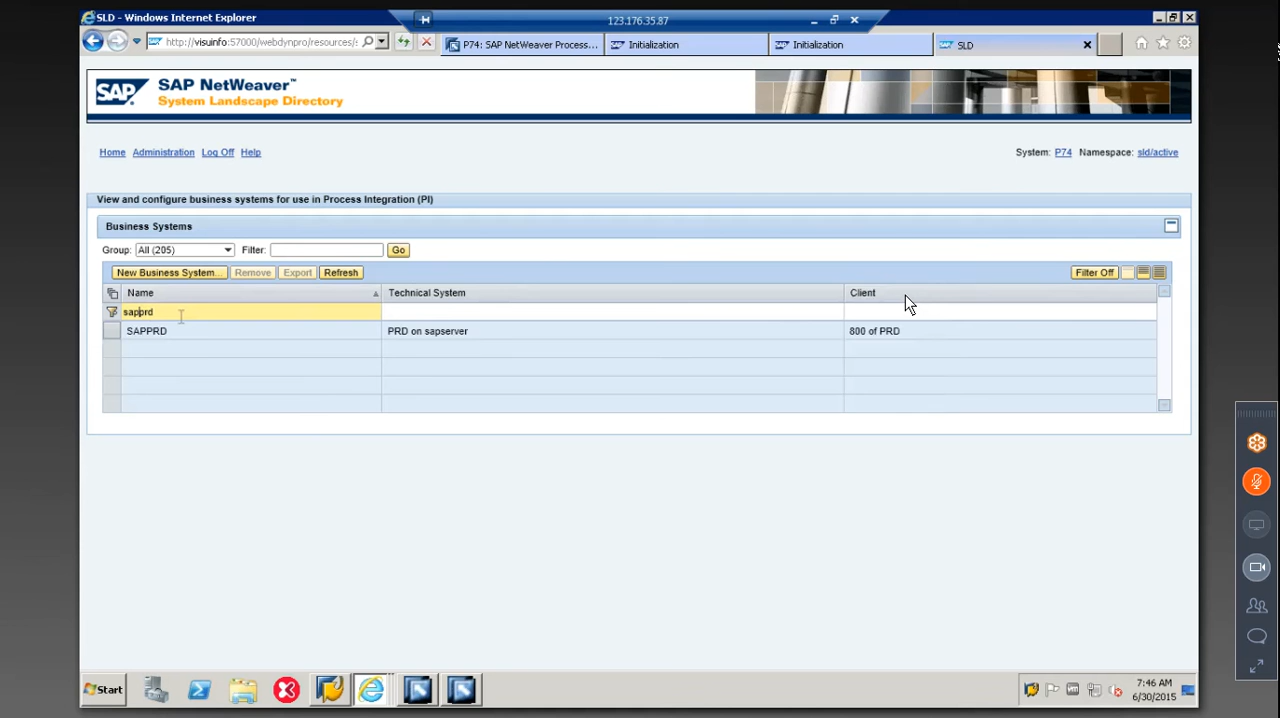 SLD - Windows Internet Explorer
123.176.35.87
http://visuinfo:57000/webdynpro/resources/s
P74: SAP NetWeaver Process...
Initialization
Initialization
SLD
SAP
SAP NetWeaver™
System Landscape Directory
Home Administration Log Off Help
System: P74 Namespace: sld/active
View and configure business systems for use in Process Integration (PI)
Business Systems
Group: All (205) Filter: Go
New Business System... Remove Export Refresh Filter Off
Name Technical System Client
sapprd
SAPPRD PRD on sapserver 800 of PRD
Start
7:46 AM
6/30/2015